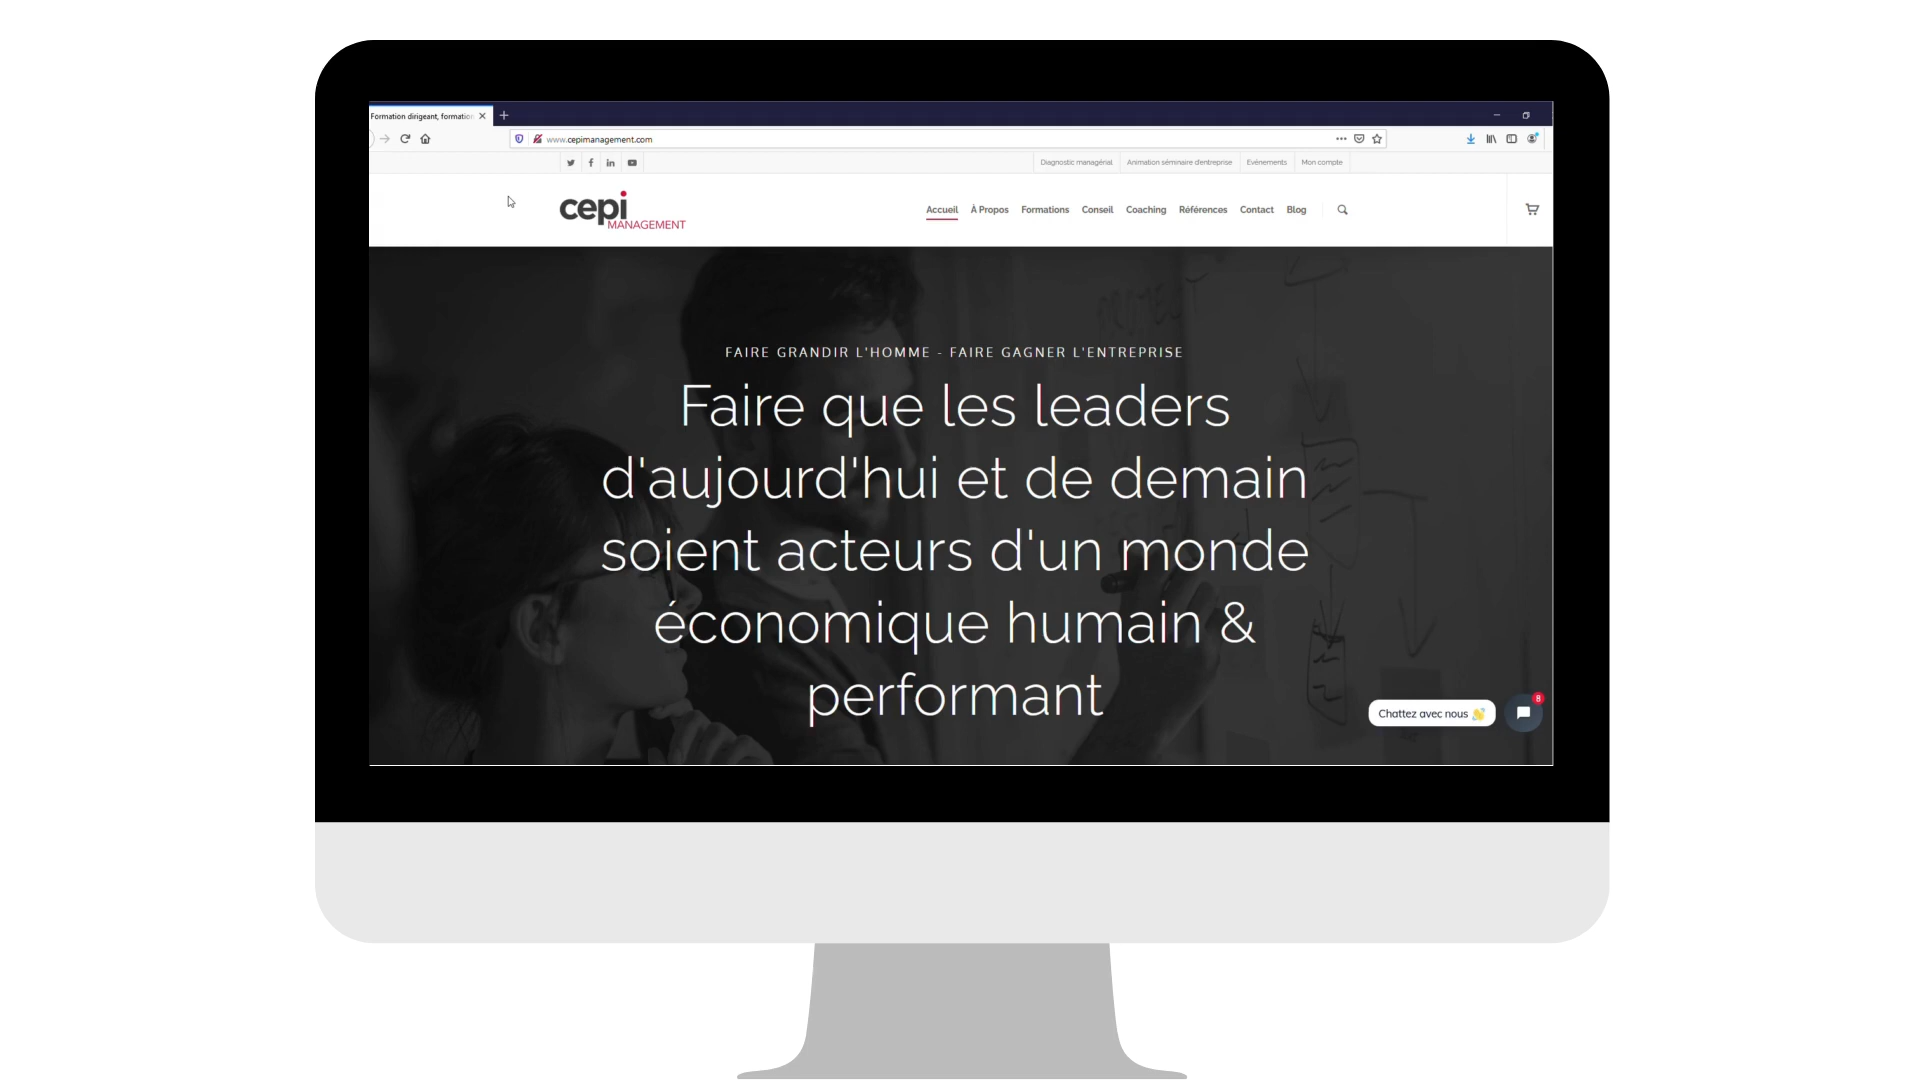 Formation dirigeant, formation
www.cepimanagement.com
Diagnostic managérial Animation séminaire d'entreprise Evénements Mon compte
cepi
MANAGEMENT
Accueil À Propos Formations Conseil Coaching Références Contact Blog
FAIRE GRANDIR L'HOMME - FAIRE GAGNER L'ENTREPRISE
Faire que les leaders
d'aujourd'hui et de demain
soient acteurs d'un monde
économique humain &
performant
Chattez avec nous 👋
8